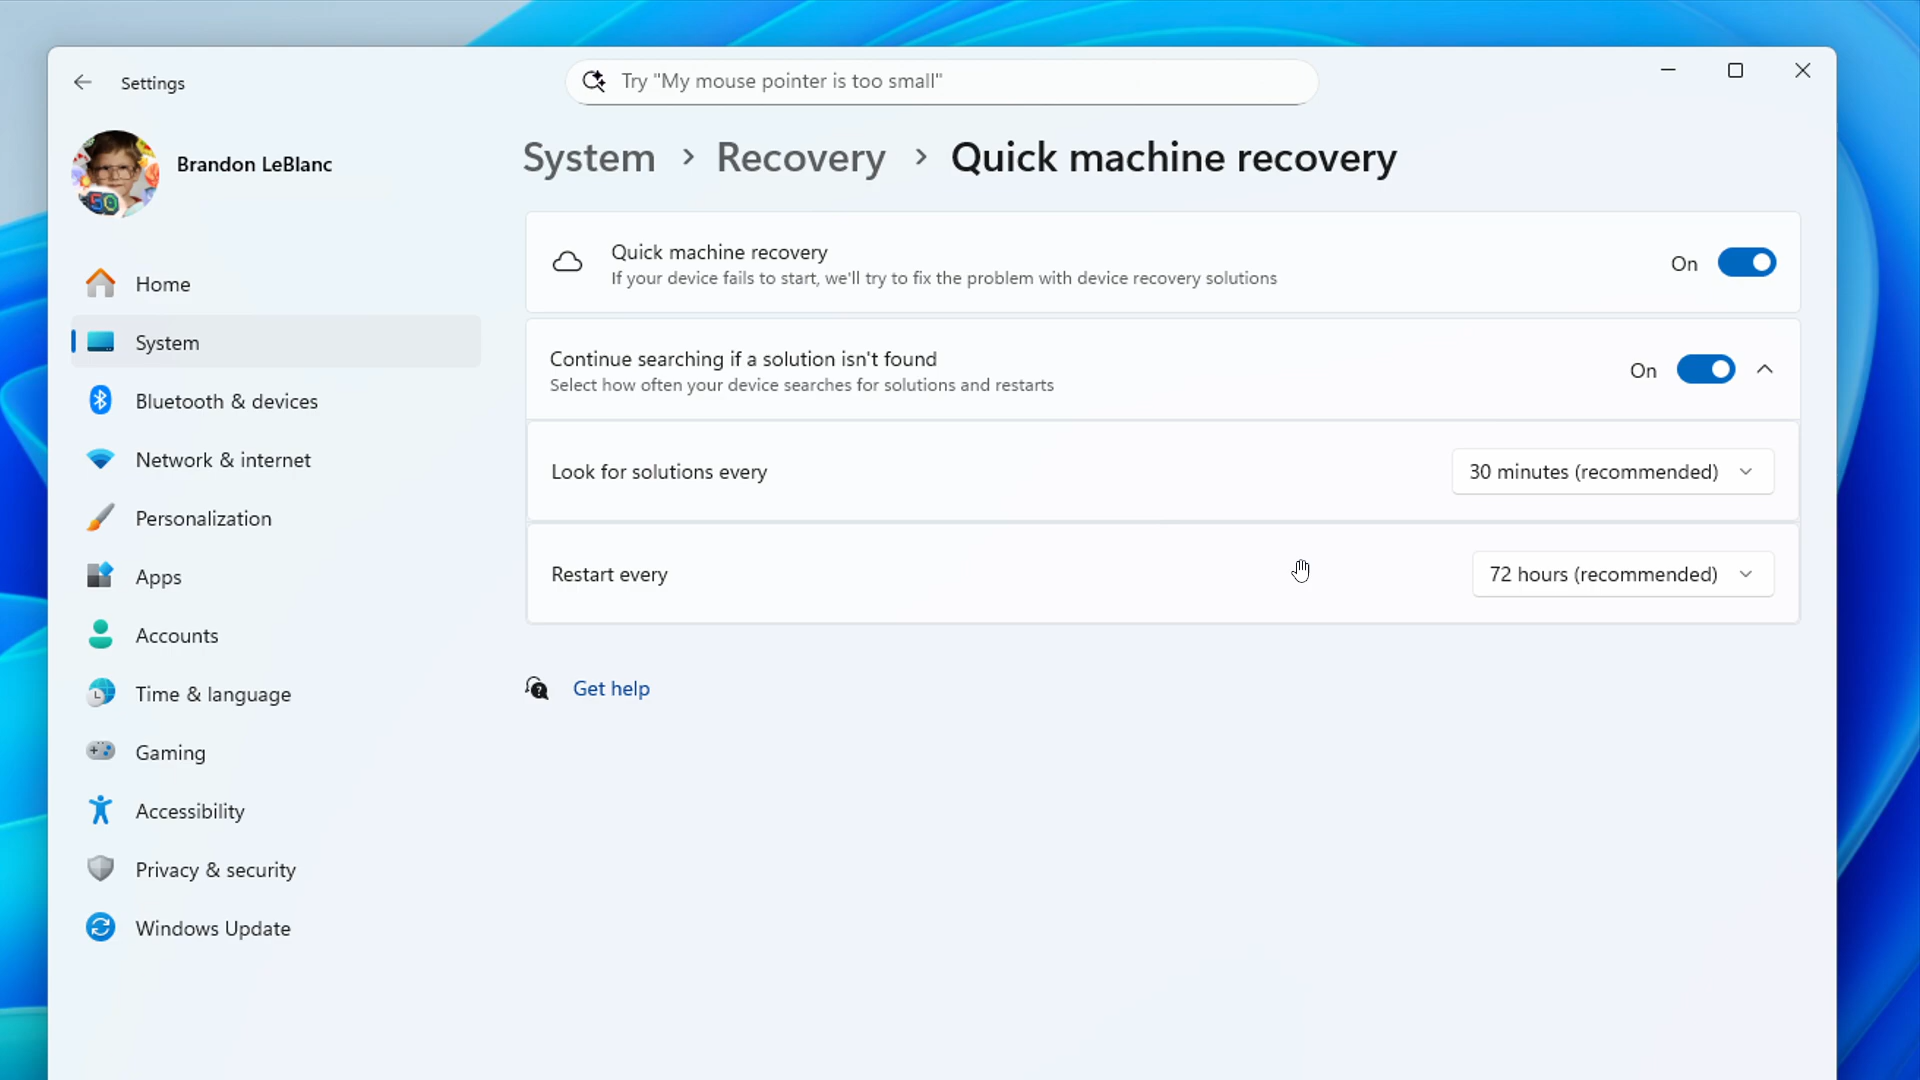 Settings
Try "My mouse pointer is too small"
Brandon LeBlanc
Home
System
Bluetooth & devices
Network & internet
Personalization
Apps
Accounts
Time & language
Gaming
Accessibility
Privacy & security
Windows Update
System > Recovery > Quick machine recovery
Quick machine recovery
If your device fails to start, we'll try to fix the problem with device recovery solutions
On
Continue searching if a solution isn't found
Select how often your device searches for solutions and restarts
On
Look for solutions every
30 minutes (recommended)
Restart every
72 hours (recommended)
Get help